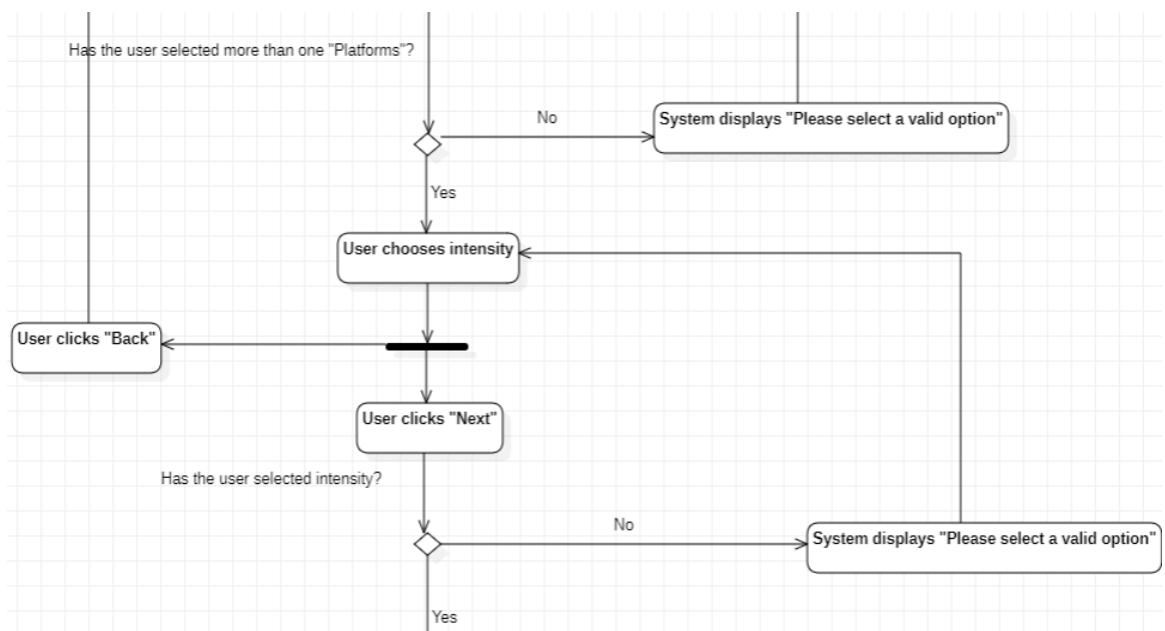 Has the user selected more than one "Platforms"?
No
System displays "Please select a valid option"
Yes
User chooses intensity
User clicks "Back"
User clicks "Next"
Has the user selected intensity?
No
System displays "Please select a valid option"
Yes